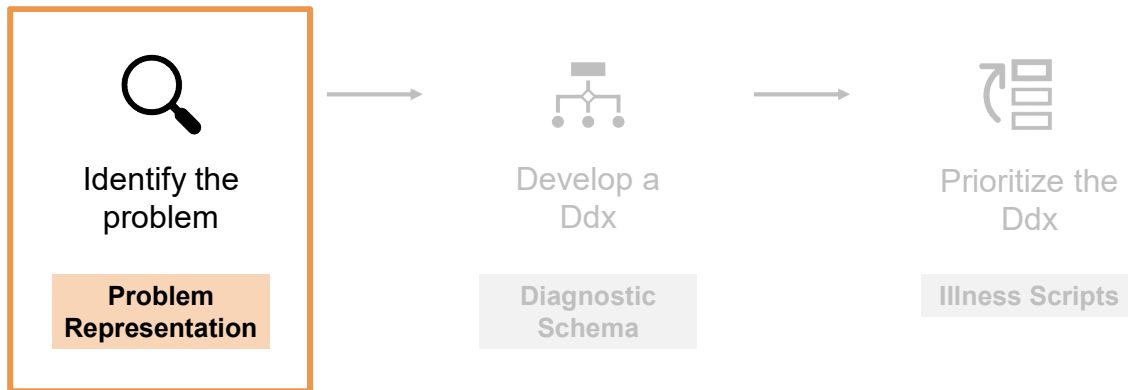 Identify the
problem
Problem
Representation
Develop a
Ddx
Diagnostic
Schema
Prioritize the
Ddx
Illness Scripts